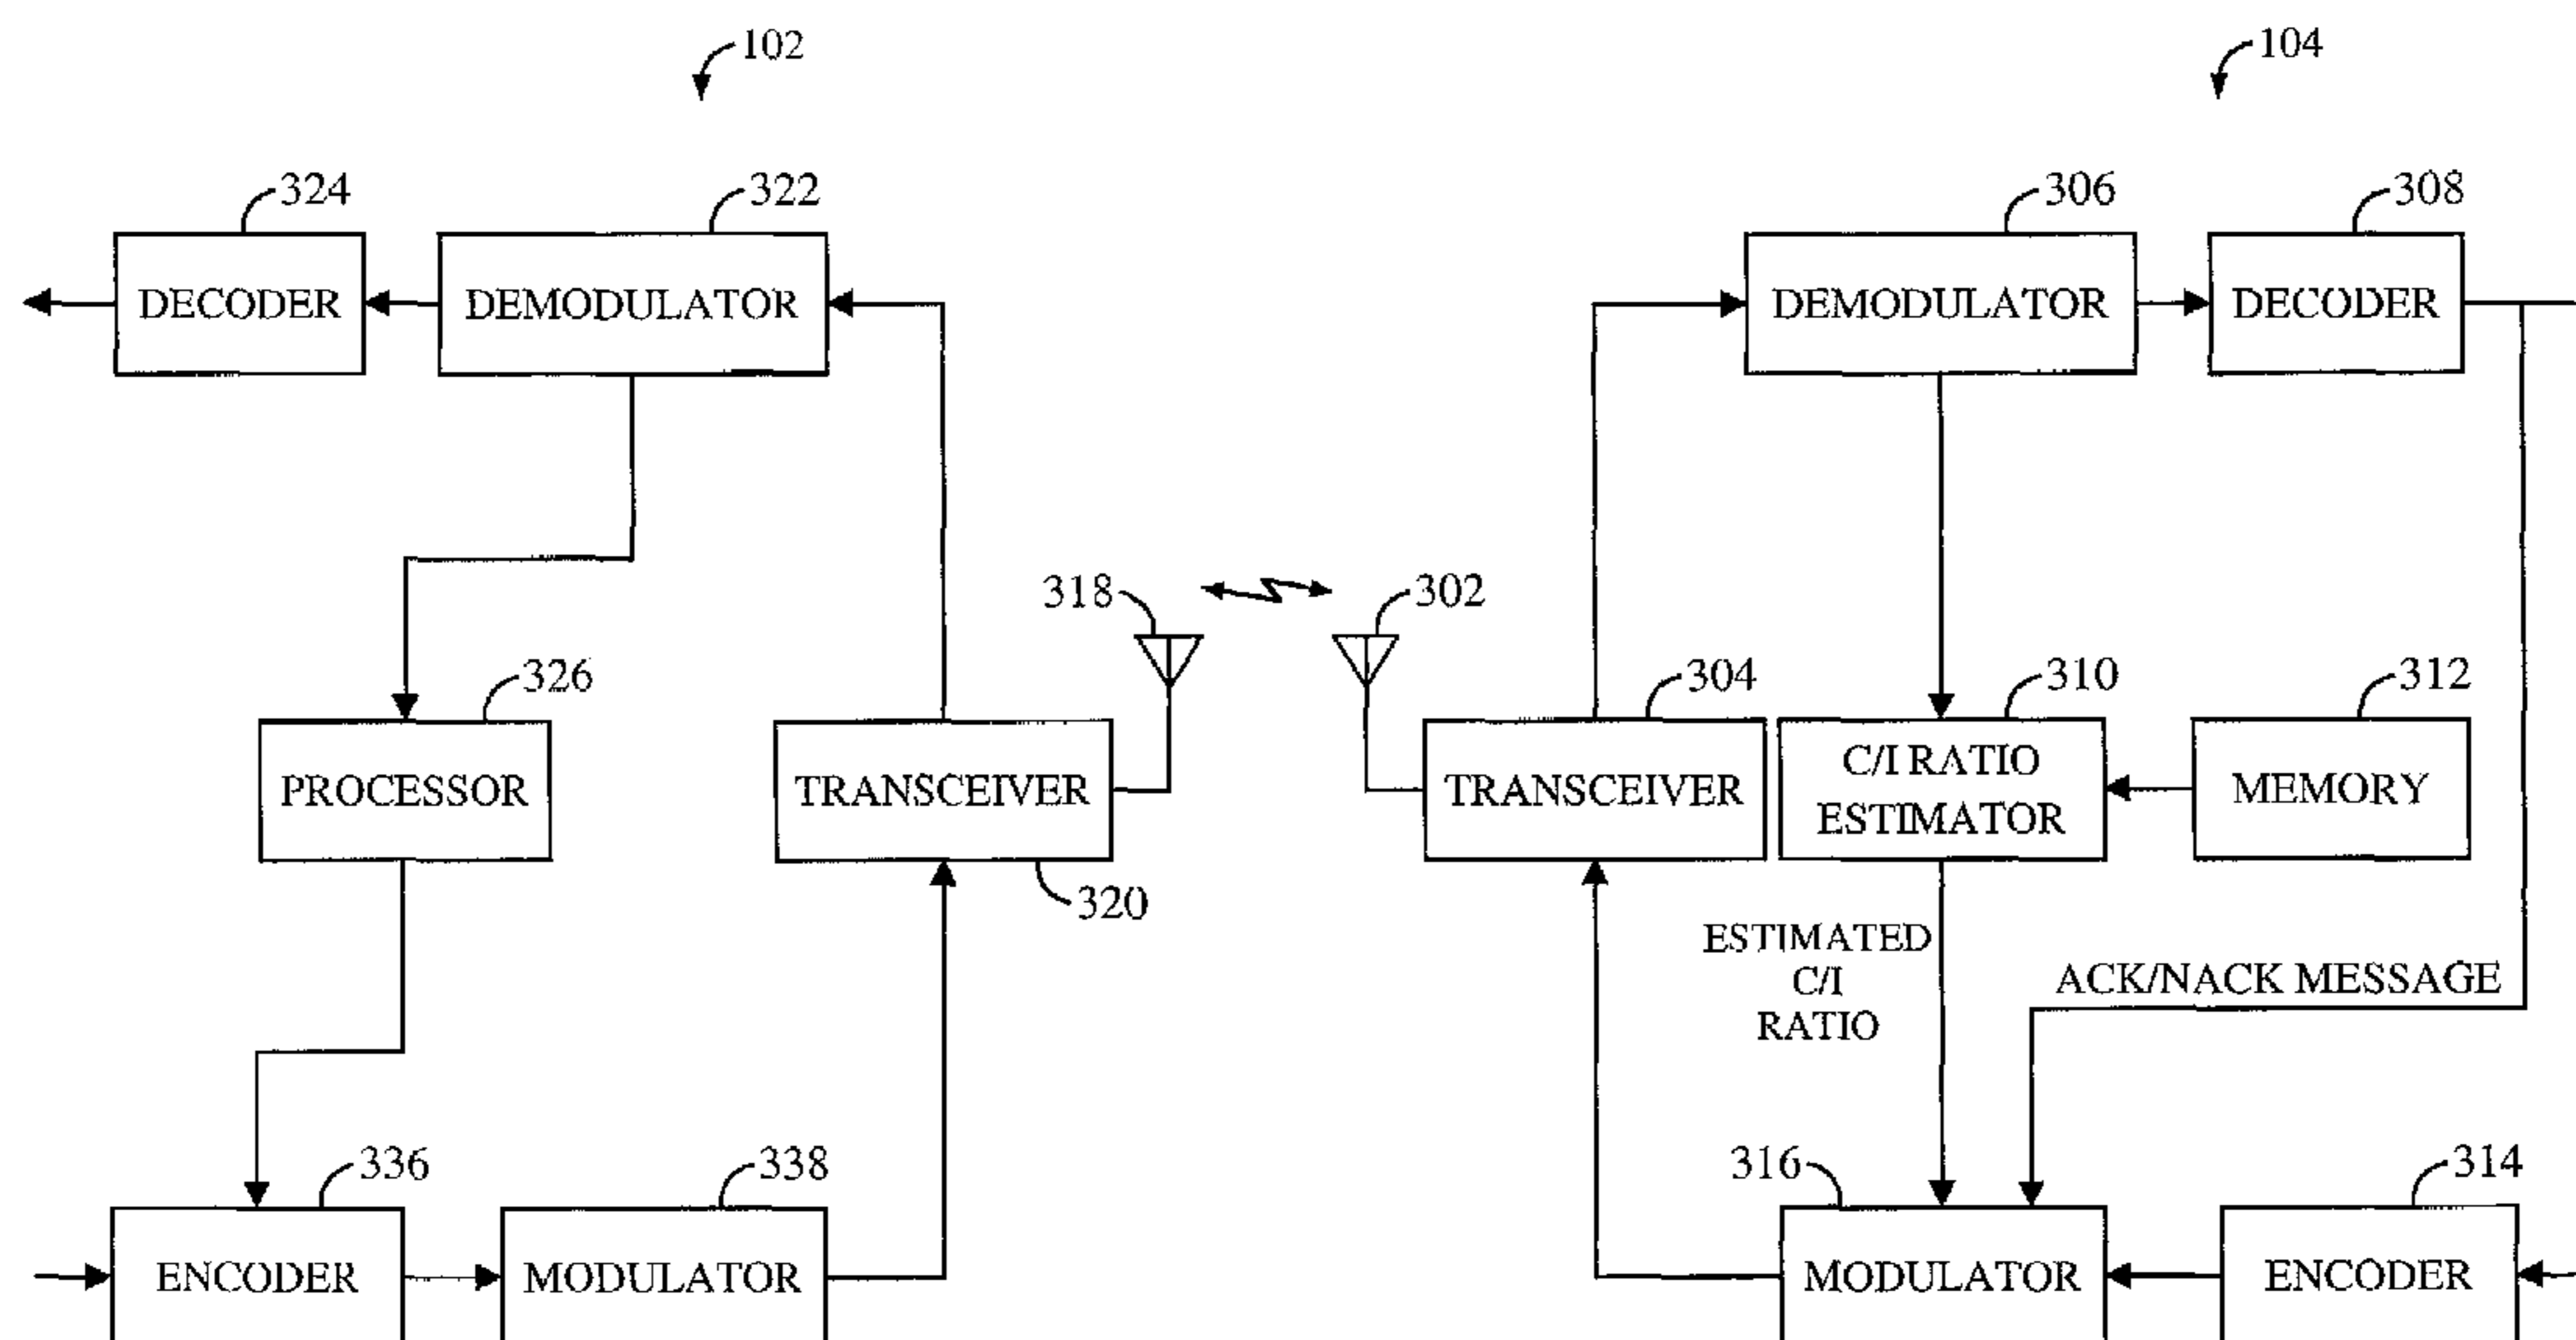 102
104
324
322
306
308
DECODER
DEMODULATOR
DEMODULATOR
DECODER
318
302
326
304
310
312
PROCESSOR
TRANSCEIVER
TRANSCEIVER
C/I RATIO
ESTIMATOR
MEMORY
320
ESTIMATED
C/I
RATIO
ACK/NACK MESSAGE
336
338
316
314
ENCODER
MODULATOR
MODULATOR
ENCODER